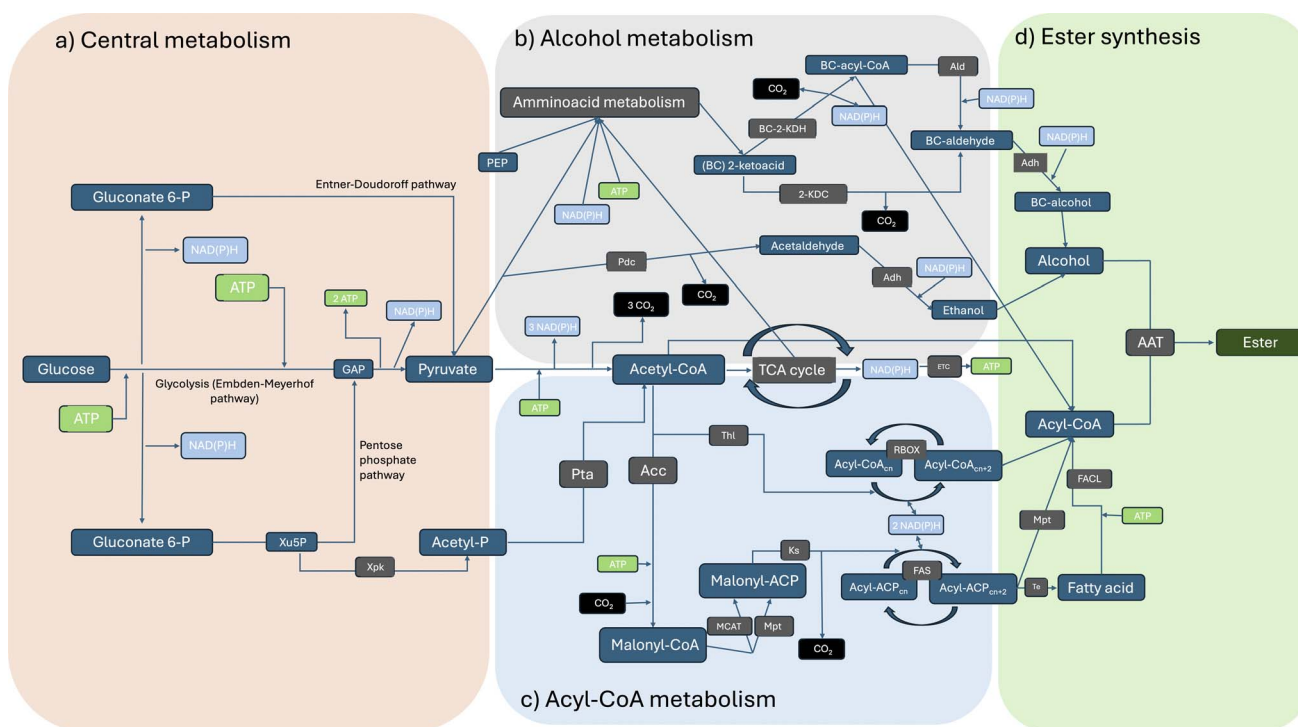 a) Central metabolism
Gluconate 6-P
Entner-Doudoroff pathway
NAD(P)H
ATP
2 ATP
NAD(P)H
Glucose
GAP
Pyruvate
Glycolysis (Embden-Meyerhof
pathway)
ATP
NAD(P)H
Pentose
phosphate
pathway
Gluconate 6-P
Xu5P
Xpk
Acetyl-P
b) Alcohol metabolism
BC-acyl-CoA
Ald
CO2
NAD(P)H
NAD(P)H
Amminoacid metabolism
BC-2-KDH
BC-aldehyde
NAD(P)H
PEP
(BC) 2-ketoacid
Adh
ATP
2-KDC
NAD(P)H
CO2
BC-alcohol
Acetaldehyde
Pdc
Adh
NAD(P)H
CO2
3 CO2
Ethanol
3 NAD(P)H
Acetyl-CoA
TCA cycle
NAD(P)H
ETC
ATP
ATP
Thl
RBOX
Acyl-CoAcn
Acyl-CoAcn+2
Pta
Acc
2 NAD(P)H
Ks
ATP
Malonyl-ACP
FAS
Acyl-ACPcn
Acyl-ACPcn+2
CO2
MCAT
Mpt
Malonyl-CoA
CO2
c) Acyl-CoA metabolism
d) Ester synthesis
Alcohol
AAT
Ester
Acyl-CoA
FACL
Mpt
ATP
Te
Fatty acid